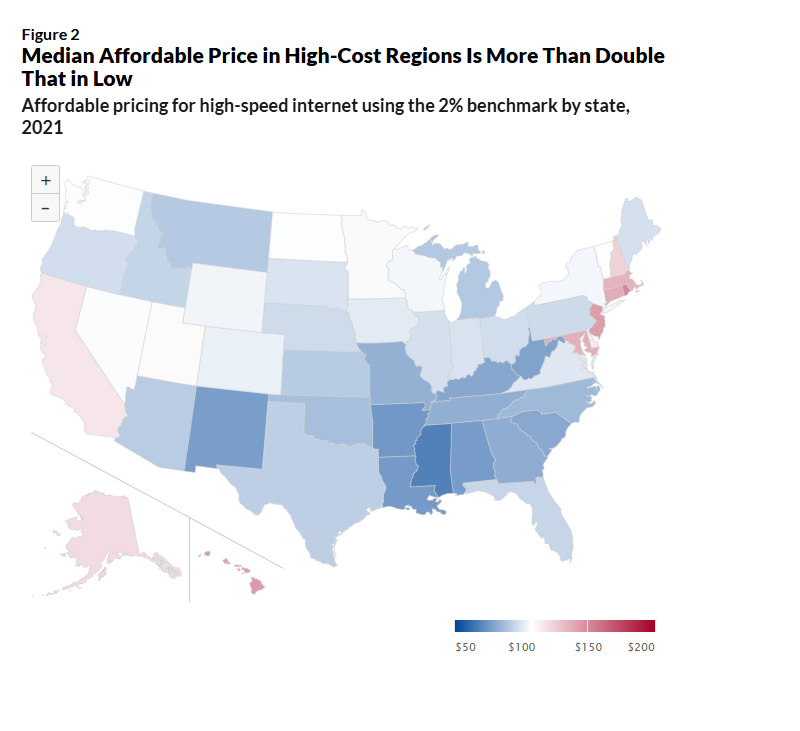 Figure 2
Median Affordable Price in High-Cost Regions Is More Than Double
That in Low
Affordable pricing for high-speed internet using the 2% benchmark by state,
2021
+
−
$50 $100 $150 $200